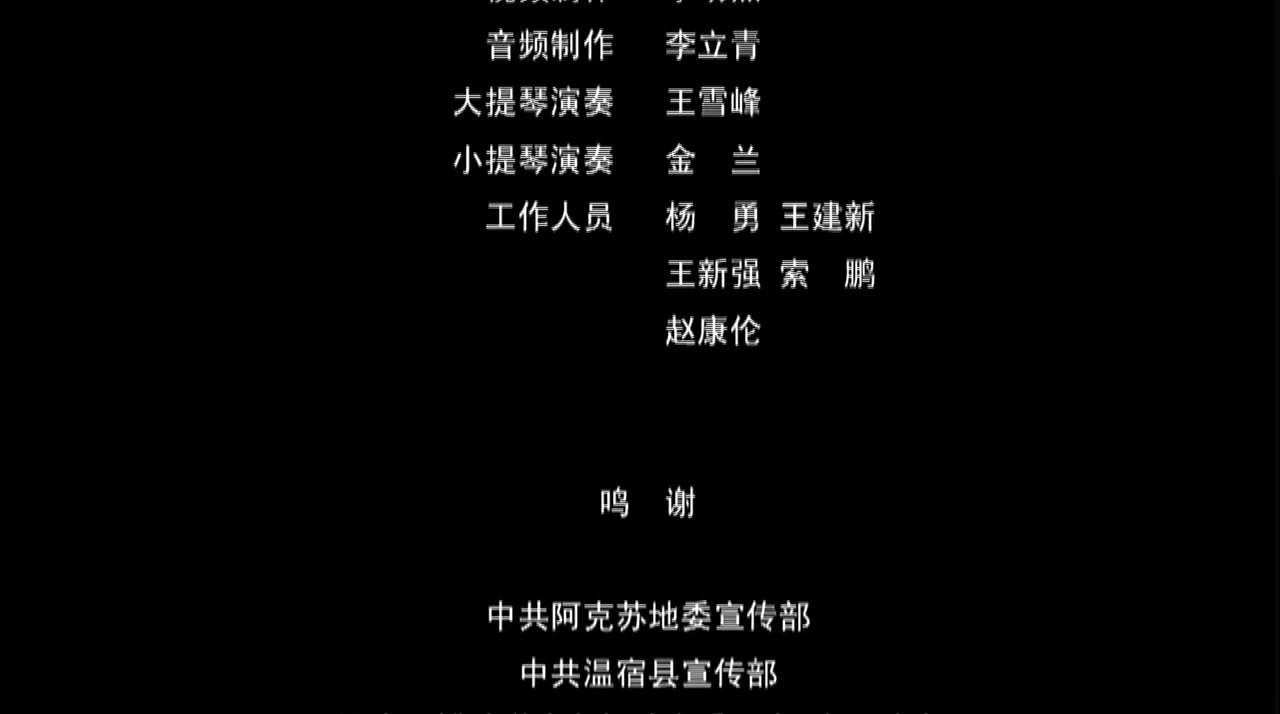 音频制作 李立青
大提琴演奏 王雪峰
小提琴演奏 金 兰
工作人员 杨 勇 王建新
王新强 索 鹏
赵康伦
鸣 谢
中共阿克苏地委宣传部
中共温宿县宣传部